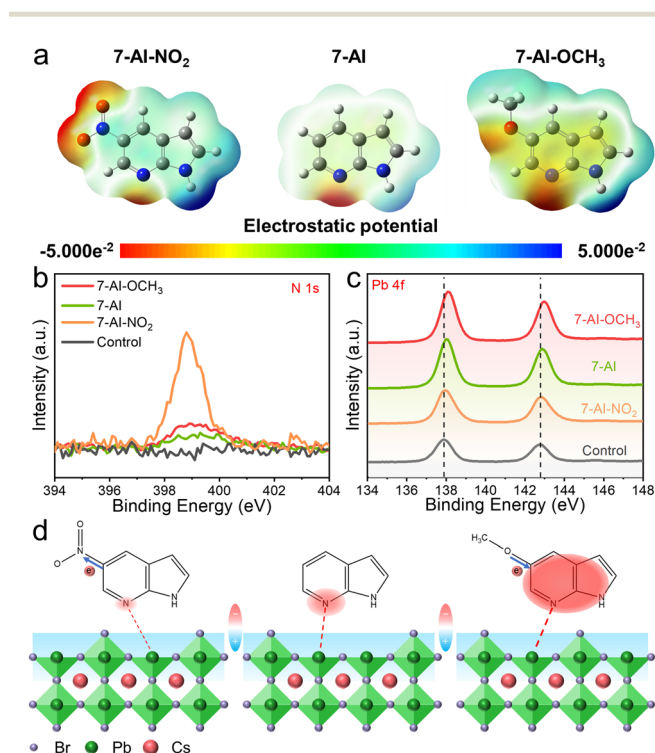 a
7-AI-NO₂ 7-AI 7-AI-OCH₃
Electrostatic potential
-5.000e⁻² 5.000e⁻²
b
N 1s
7-AI-OCH₃
7-AI
7-AI-NO₂
Control
Intensity (a.u.)
394 396 398 400 402 404
Binding Energy (eV)
c
Pb 4f
7-AI-OCH₃
7-AI
7-AI-NO₂
Control
Intensity (a.u.)
134 136 138 140 142 144 146 148
Binding Energy (eV)
d
O
N
O
e
N
N
H
N
N
H
H₃C
O
e
N
N
H
-
+
-
+
Br Pb Cs